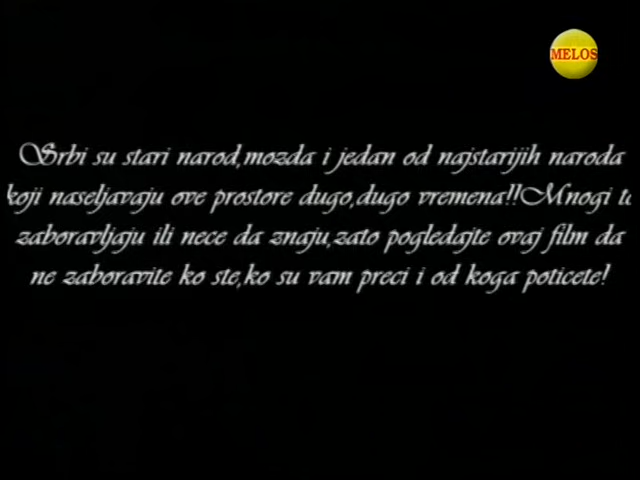 MELOS
Srbi su stari narod,mozda i jedan od najstarijih naroda
koji naseljavaju ove prostore dugo,dugo vremena!!Mnogi to
zaboravljaju ili nece da znaju,zato pogledajte ovaj film da
ne zaboravite ko ste,ko su vam preci i od koga poticete!